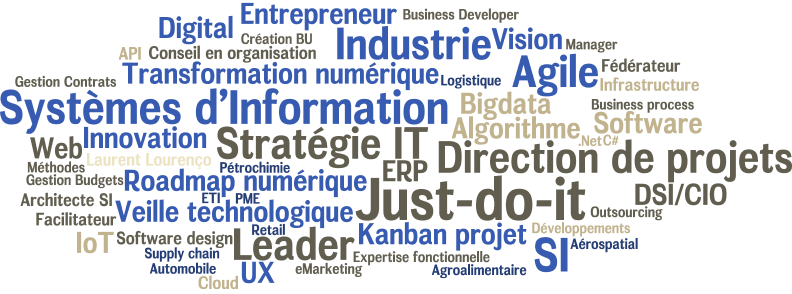 Entrepreneur
Business Developer
Digital
Création BU
Industrie
Vision
Manager
API
Conseil en organisation
Transformation numérique
Logistique
Agile
Fédérateur
Gestion Contrats
Infrastructure
Systèmes d'Information
Bigdata
Business process
Algorithme
Software
Web
Innovation
Stratégie IT
.Net
C#
Laurent Lourenço
Direction de projets
Méthodes
Pétrochimie
ERP
Gestion Budgets
Roadmap numérique
Just-do-it
DSI/CIO
Architecte SI
ETI
PME
Facilitateur
Veille technologique
Outsourcing
IoT
Software design
Retail
Leader
Kanban projet
Développements
SI
Aérospatial
Supply chain
Expertise fonctionnelle
Automobile
UX
eMarketing
Agroalimentaire
Cloud